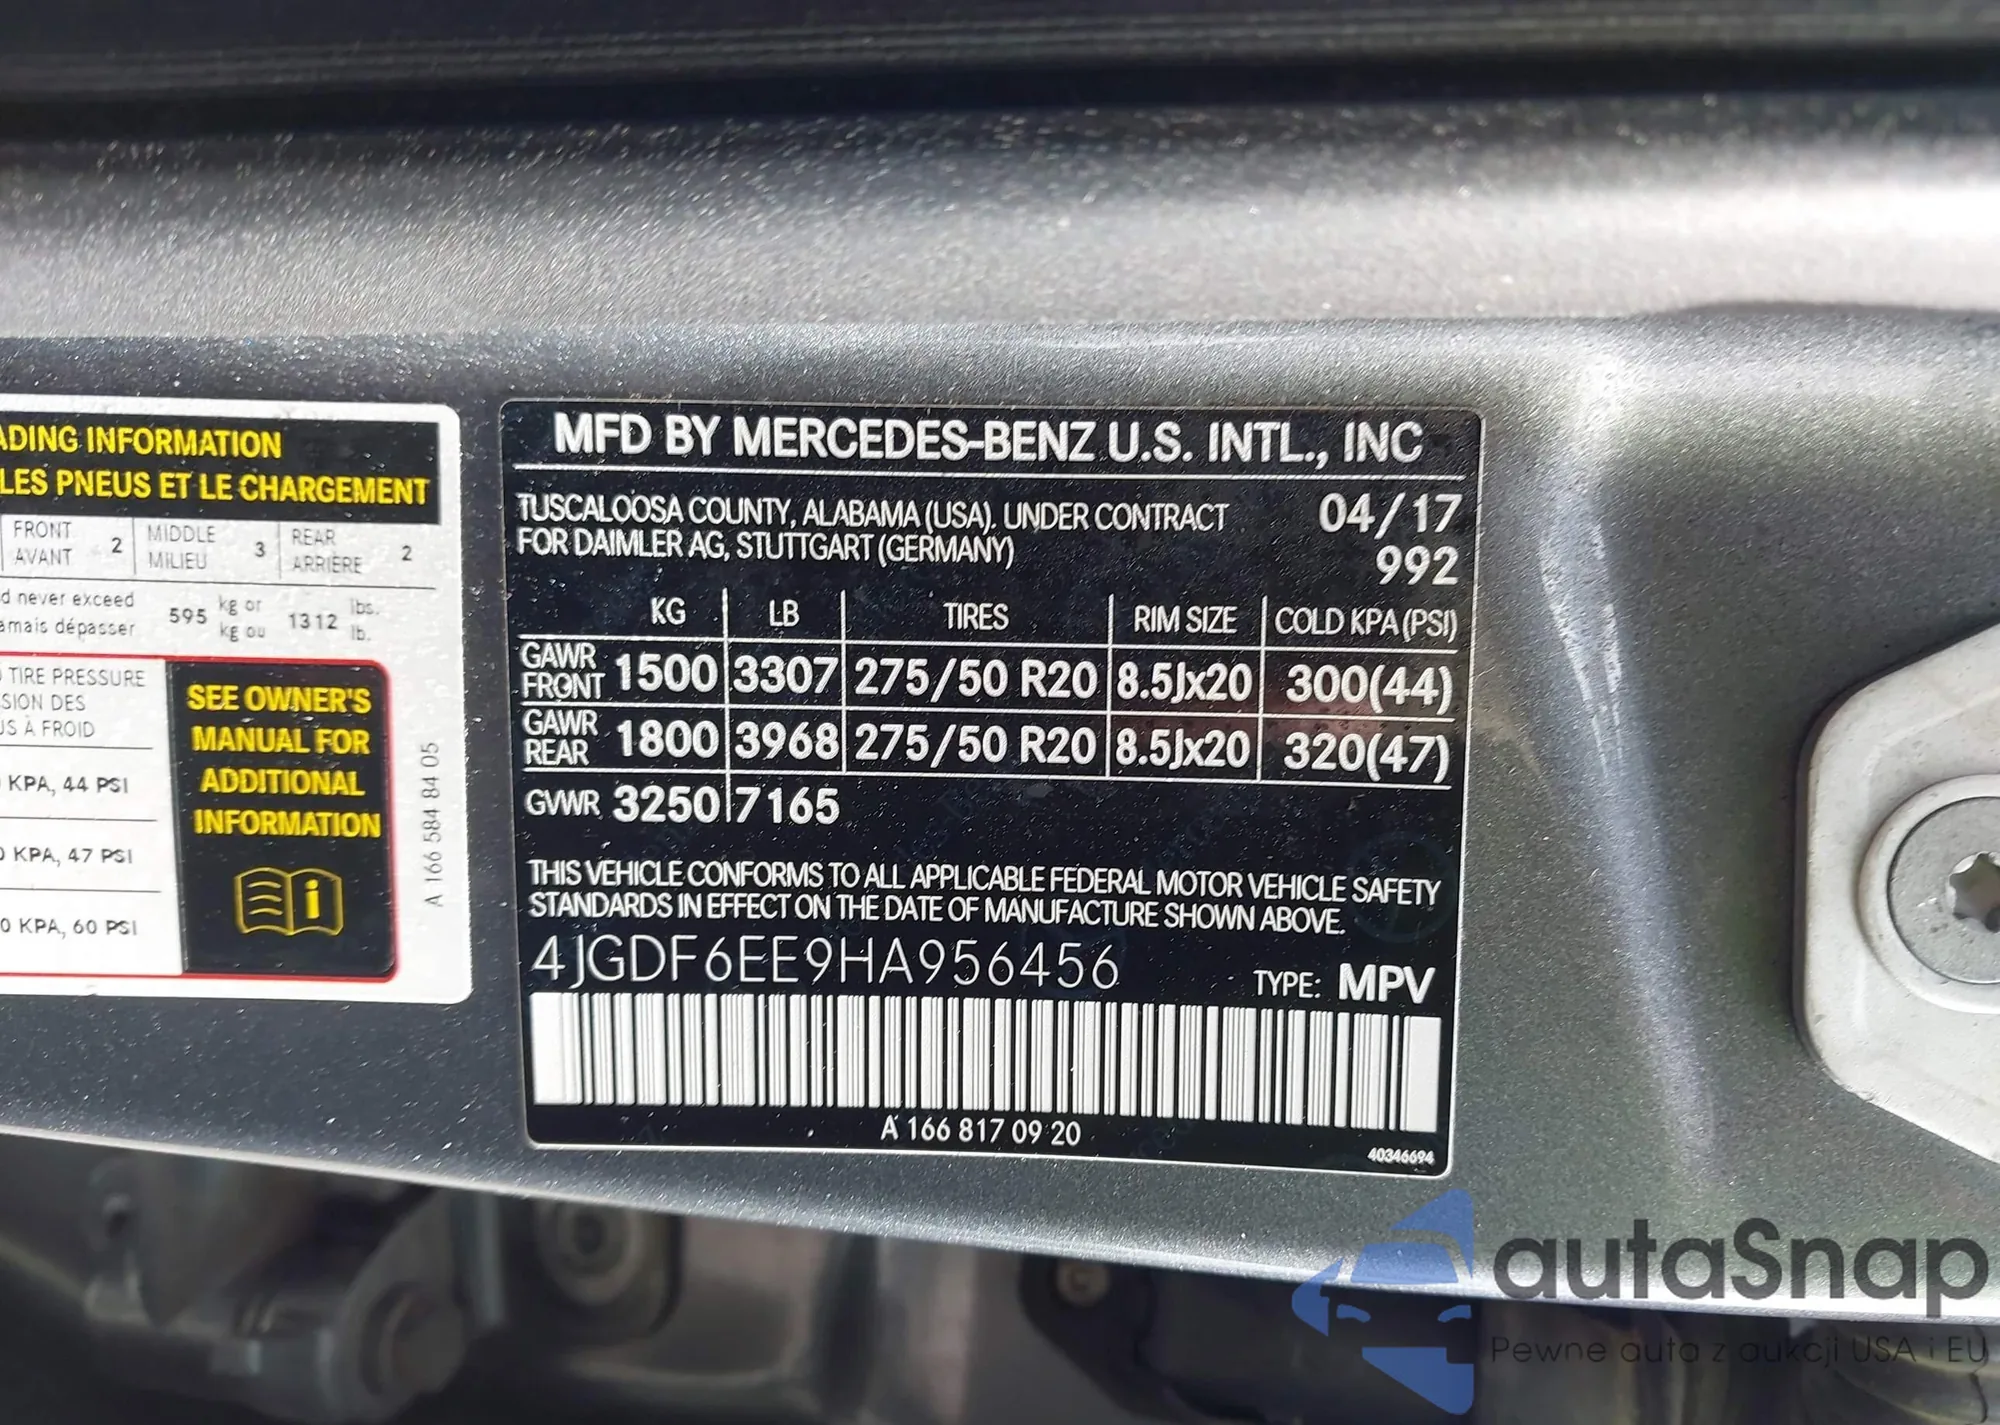 ADING INFORMATION
LES PNEUS ET LE CHARGEMENT
FRONT 2 MIDDLE 3 REAR 2
AVANT MILIEU ARRIÈRE
never exceed 595 kg or 1312 lbs.
jamais dépasser kg ou lb.
TIRE PRESSURE
SION DES
À FROID
KPA, 44 PSI
KPA, 47 PSI
0 KPA, 60 PSI
SEE OWNER'S
MANUAL FOR
ADDITIONAL
INFORMATION
i
A 166 584 84 05
MFD BY MERCEDES-BENZ U.S. INTL., INC
TUSCALOOSA COUNTY, ALABAMA (USA). UNDER CONTRACT 04/17
FOR DAIMLER AG, STUTTGART (GERMANY) 992
KG LB TIRES RIM SIZE COLD KPA (PSI)
GAWR FRONT 1500 3307 275/50 R20 8.5Jx20 300(44)
GAWR REAR 1800 3968 275/50 R20 8.5Jx20 320(47)
GVWR 3250 7165
THIS VEHICLE CONFORMS TO ALL APPLICABLE FEDERAL MOTOR VEHICLE SAFETY
STANDARDS IN EFFECT ON THE DATE OF MANUFACTURE SHOWN ABOVE.
4JGDF6EE9HA956456 TYPE: MPV
A 166 817 09 20
40346694
autaSnap
Pewne auta z aukcji USA i EU